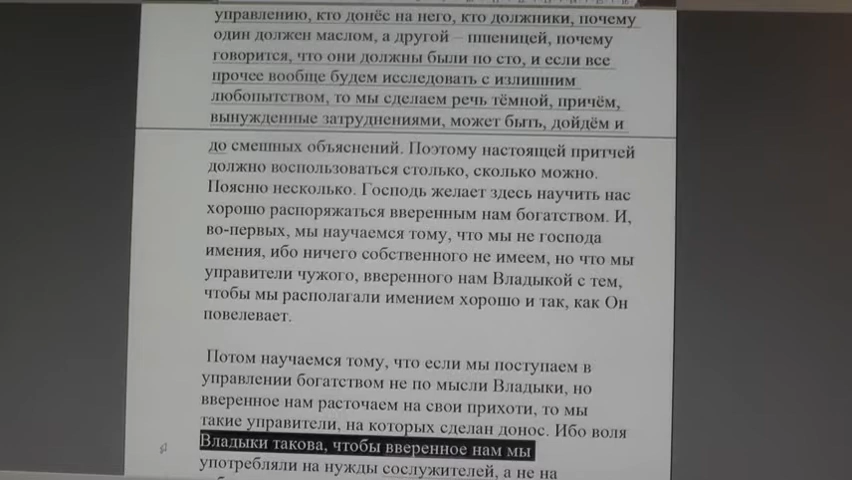 управлению, кто донёс на него, кто должники, почему
один должен маслом, а другой – пшеницей, почему
говорится, что они должны были по сто, и если все
прочее вообще будем исследовать с излишним
любопытством, то мы сделаем речь тёмной, причём,
вынужденные затруднениями, может быть, дойдём и
до смешных объяснений. Поэтому настоящей притчей
должно воспользоваться столько, сколько можно.
Поясню несколько. Господь желает здесь научить нас
хорошо распоряжаться вверенным нам богатством. И,
во-первых, мы научаемся тому, что мы не господа
имения, ибо ничего собственного не имеем, но что мы
управители чужого, вверенного нам Владыкой с тем,
чтобы мы располагали имением хорошо и так, как Он
повелевает.
Потом научаемся тому, что если мы поступаем в
управлении богатством не по мысли Владыки, но
вверенное нам расточаем на свои прихоти, то мы
такие управители, на которых сделан донос. Ибо воля
Владыки такова, чтобы вверенное нам мы
употребляли на нужды сослужителей, а не на